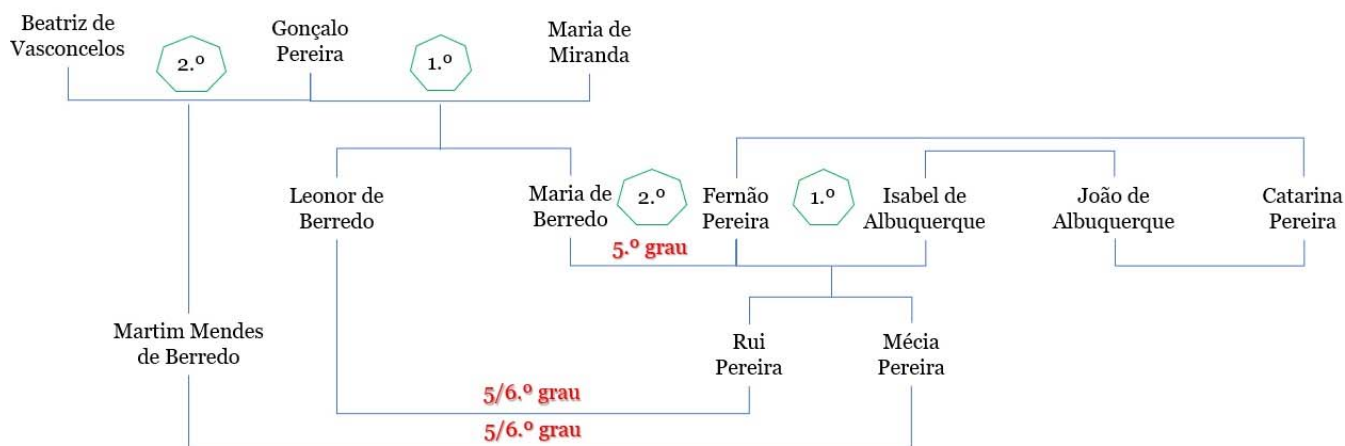 Beatriz de
Vasconcelos
2.º
Gonçalo
Pereira
1.º
Maria de
Miranda
Leonor de
Berredo
Maria de
Berredo
2.º
Fernão
Pereira
1.º
Isabel de
Albuquerque
João de
Albuquerque
Catarina
Pereira
5.º grau
Martim Mendes
de Berredo
Rui
Pereira
Mécia
Pereira
5/6.º grau
5/6.º grau